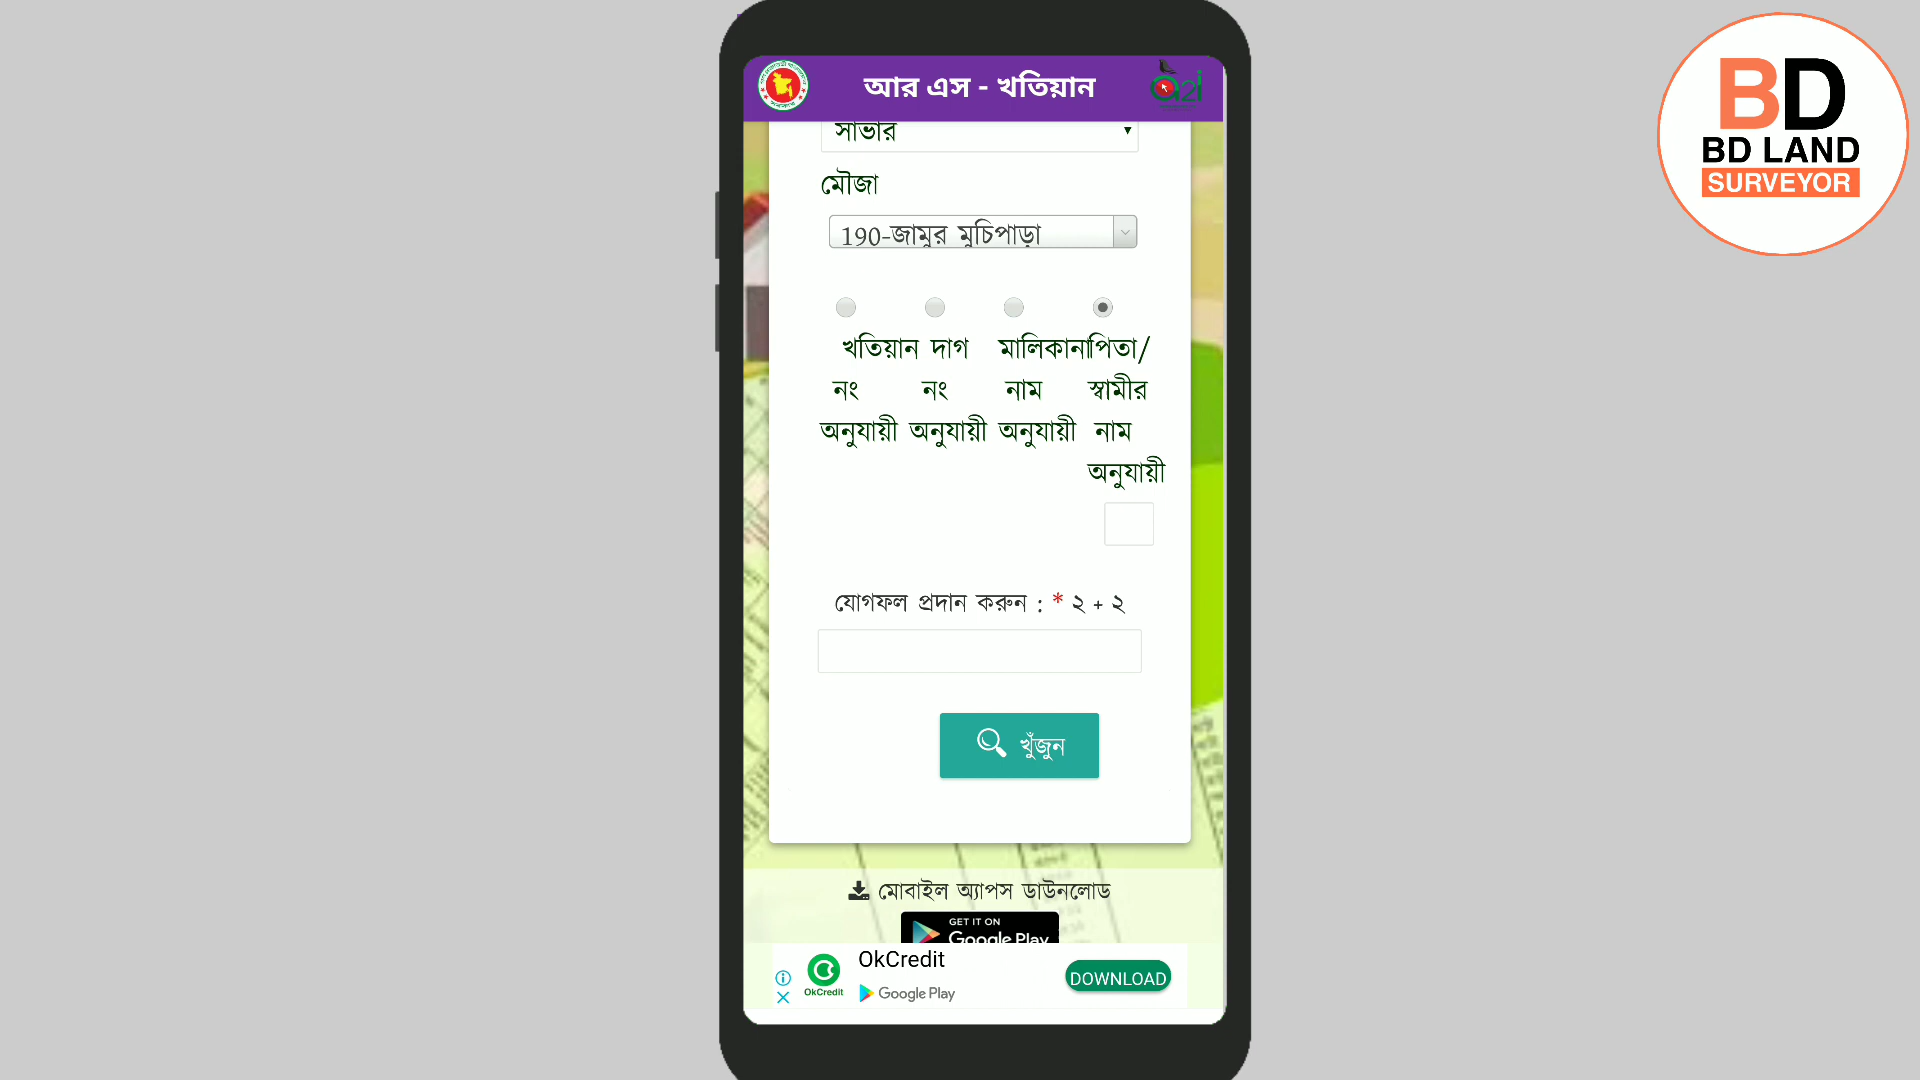 আর এস - খতিয়ান
a2i
সাভার
মৌজা
190-জামুর মুচিপাড়া
খতিয়ান নং অনুযায়ী
দাগ নং অনুযায়ী
মালিকানা নাম অনুযায়ী
পিতা/ স্বামীর নাম অনুযায়ী
যোগফল প্রদান করুন : * ২ + ২
খুঁজুন
মোবাইল অ্যাপস ডাউনলোড
GET IT ON
Google Play
OkCredit
OkCredit
Google Play
DOWNLOAD
BD
BD LAND
SURVEYOR